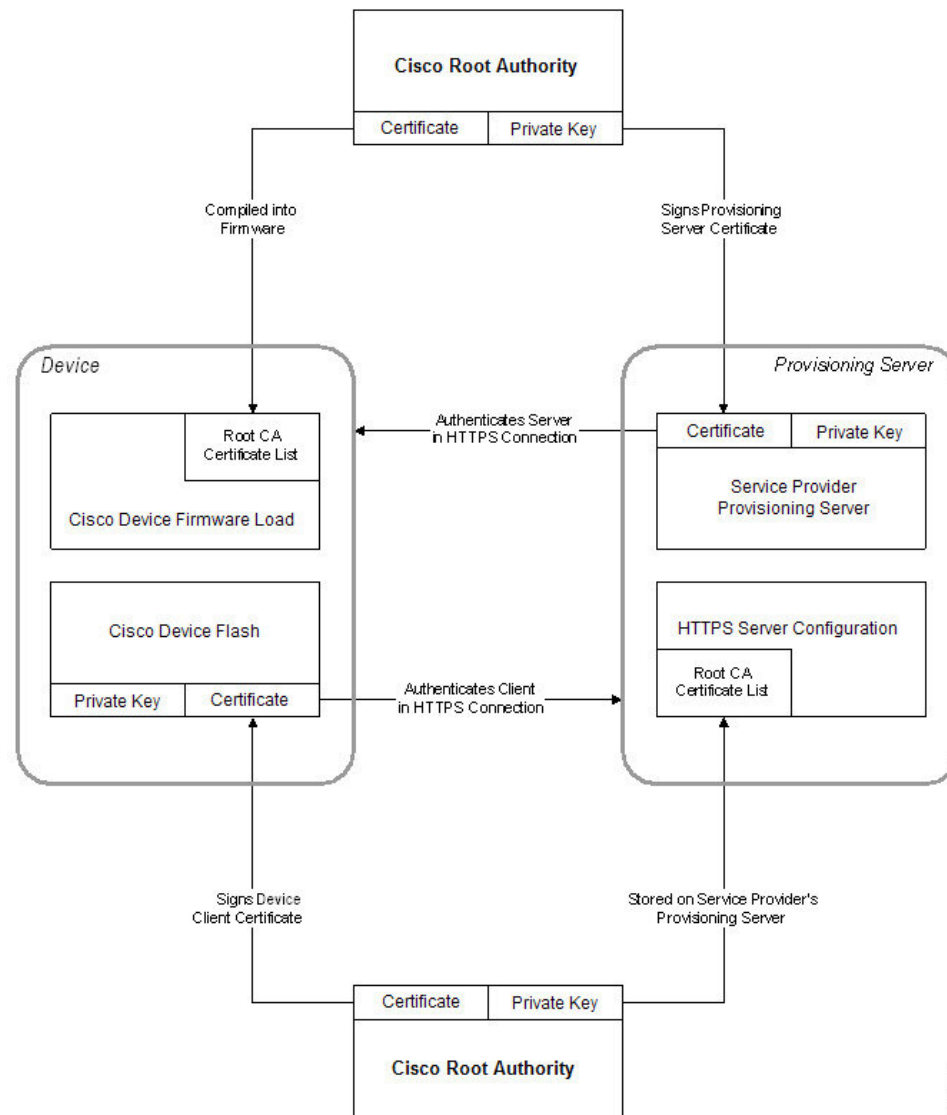 Cisco Root Authority
Certificate
Private Key
Compiled into
Firmware
Signs Provisioning
Server Certificate
Device
Provisioning Server
Root CA
Certificate List
Cisco Device Firmware Load
Authenticates Server
in HTTPS Connection
Certificate
Private Key
Service Provider
Provisioning Server
Cisco Device Flash
Private Key
Certificate
Authenticates Client
in HTTPS Connection
HTTPS Server Configuration
Root CA
Certificate List
Signs Device
Client Certificate
Stored on Service Provider's
Provisioning Server
Certificate
Private Key
Cisco Root Authority